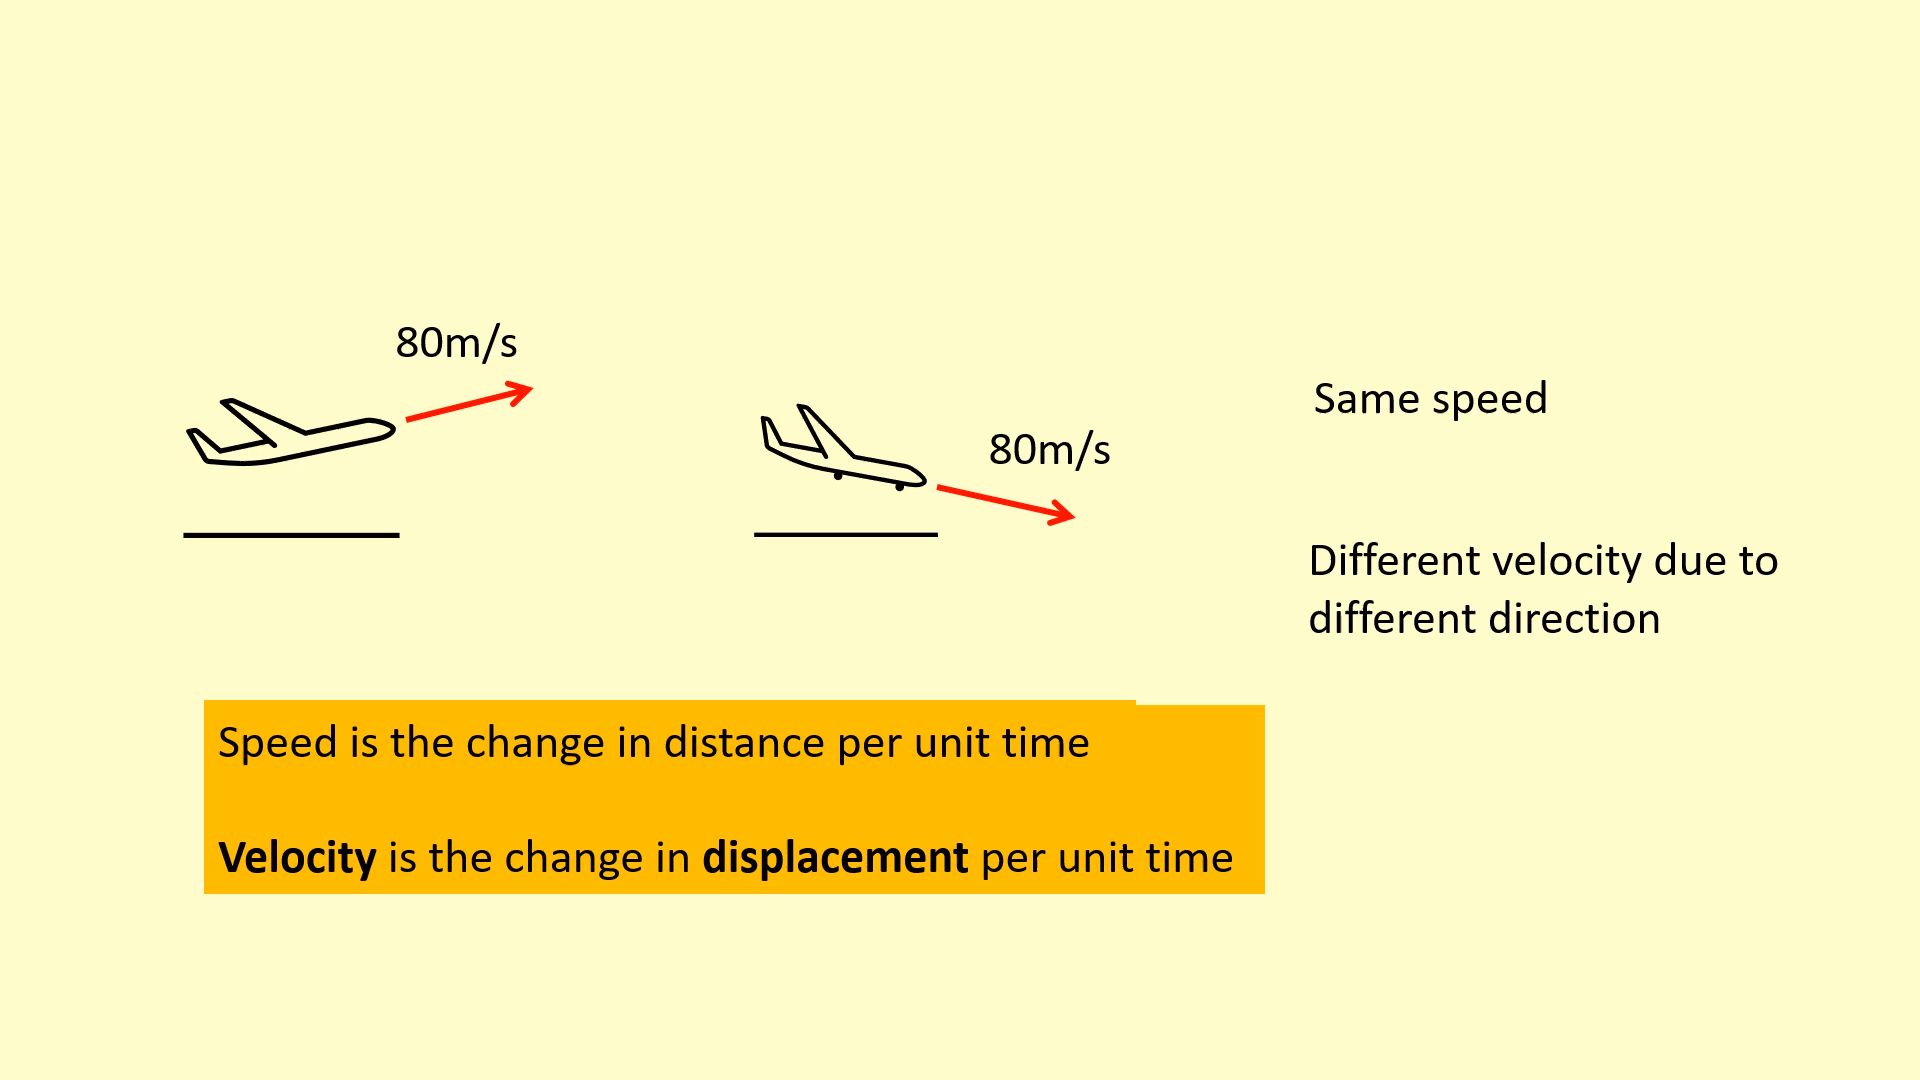 80m/s
80m/s
Same speed
Different velocity due to
different direction
Speed is the change in distance per unit time
Velocity is the change in displacement per unit time